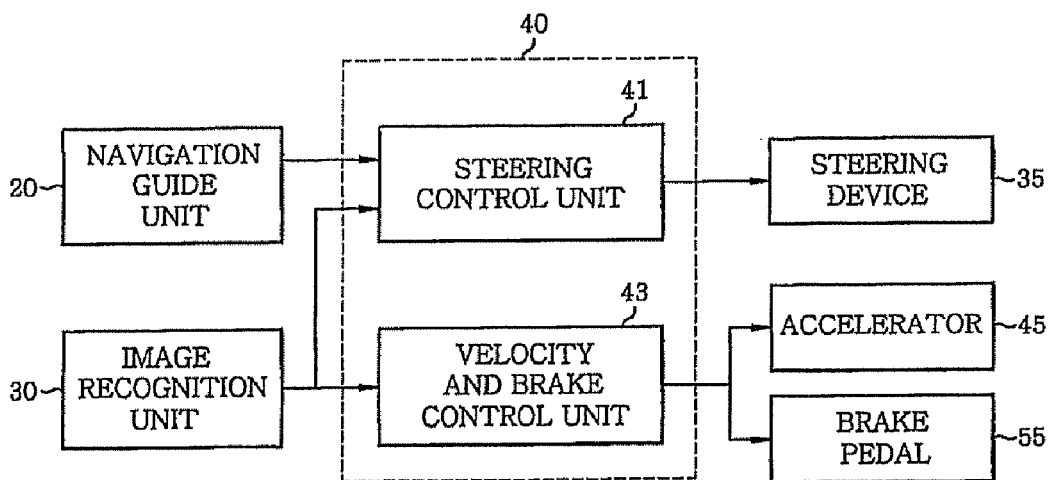 40
NAVIGATION
GUIDE
UNIT
20
41
STEERING
CONTROL UNIT
STEERING
DEVICE
35
IMAGE
RECOGNITION
UNIT
30
43
VELOCITY
AND BRAKE
CONTROL UNIT
ACCELERATOR
45
BRAKE
PEDAL
55